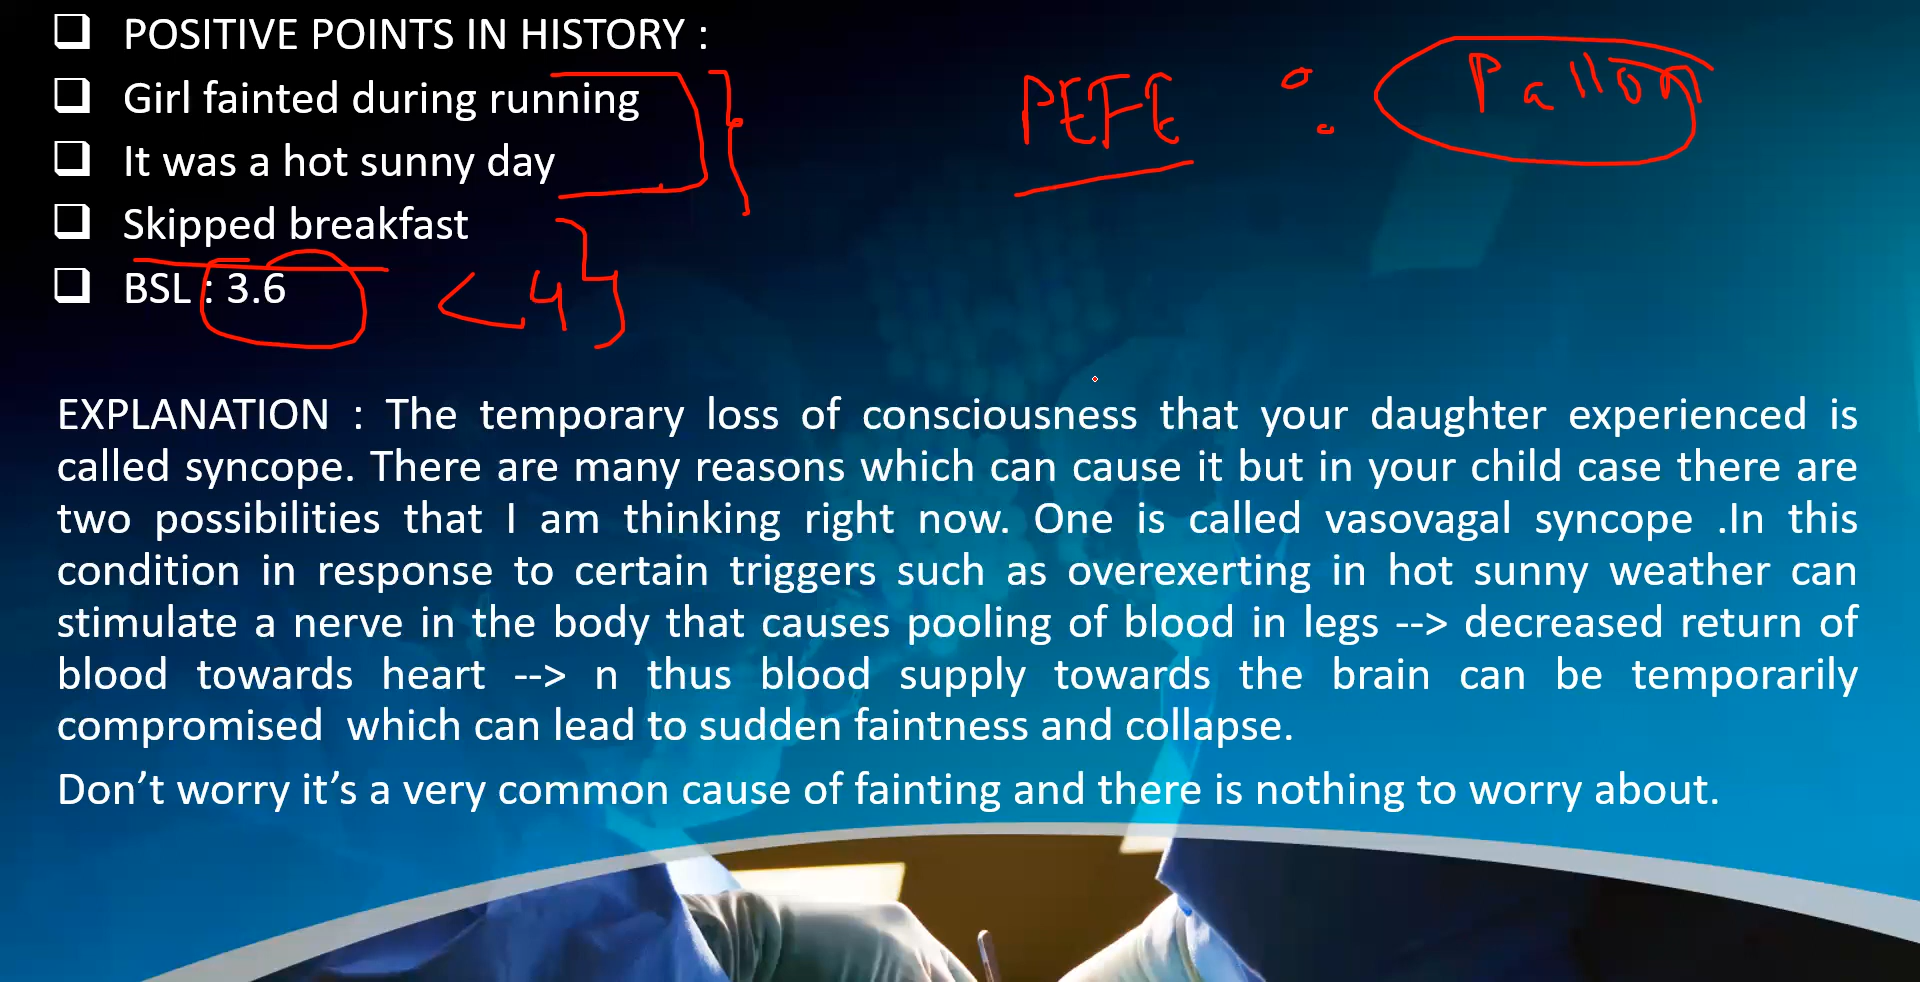 POSITIVE POINTS IN HISTORY :
Girl fainted during running
It was a hot sunny day
Skipped breakfast
BSL : 3.6
< 4
PEFE : Pallor
EXPLANATION : The temporary loss of consciousness that your daughter experienced is
called syncope. There are many reasons which can cause it but in your child case there are
two possibilities that I am thinking right now. One is called vasovagal syncope .In this
condition in response to certain triggers such as overexerting in hot sunny weather can
stimulate a nerve in the body that causes pooling of blood in legs --> decreased return of
blood towards heart --> n thus blood supply towards the brain can be temporarily
compromised which can lead to sudden faintness and collapse.
Don’t worry it’s a very common cause of fainting and there is nothing to worry about.